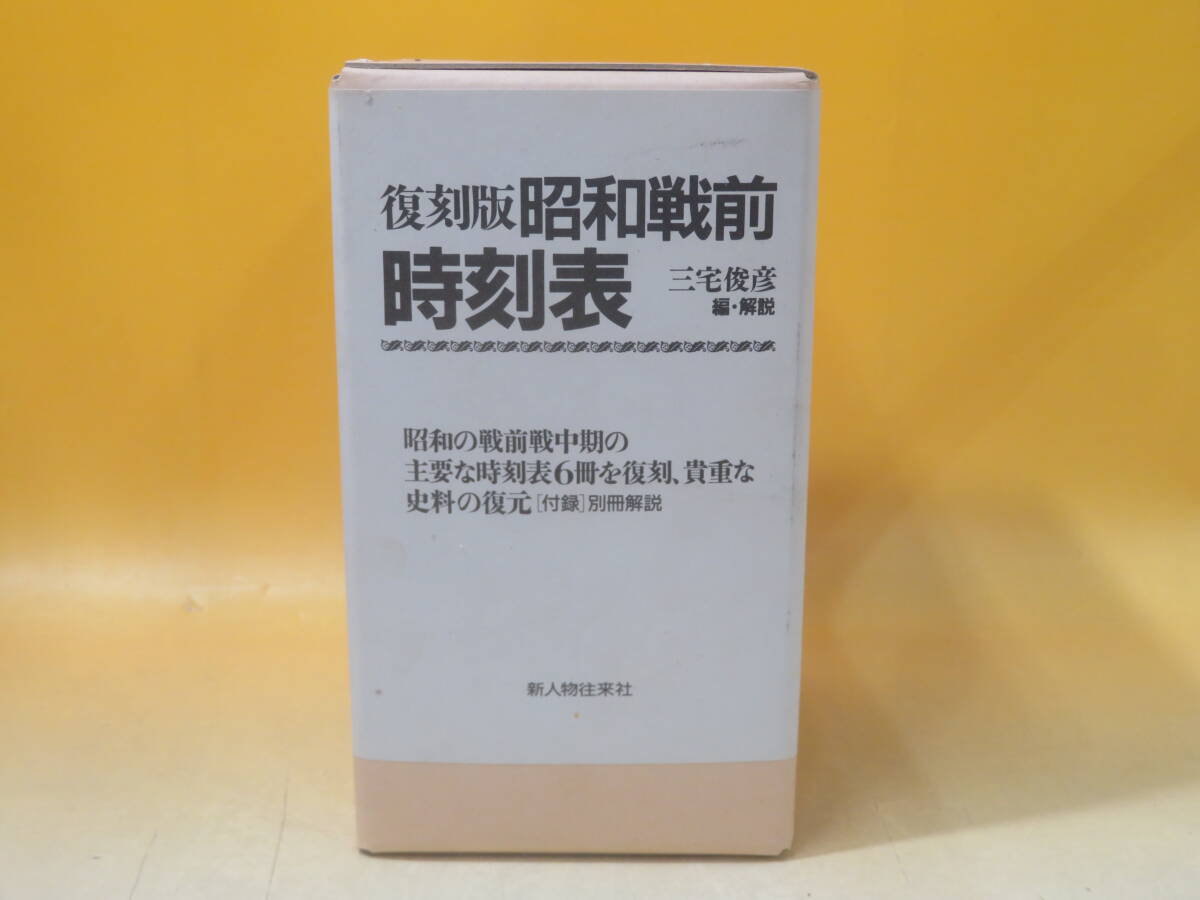 復刻版 昭和戦前
時刻表 三宅俊彦
編・解説
昭和の戦前戦中期の
主要な時刻表6冊を復刻、貴重な
史料の復元[付録]別冊解説
新人物往来社